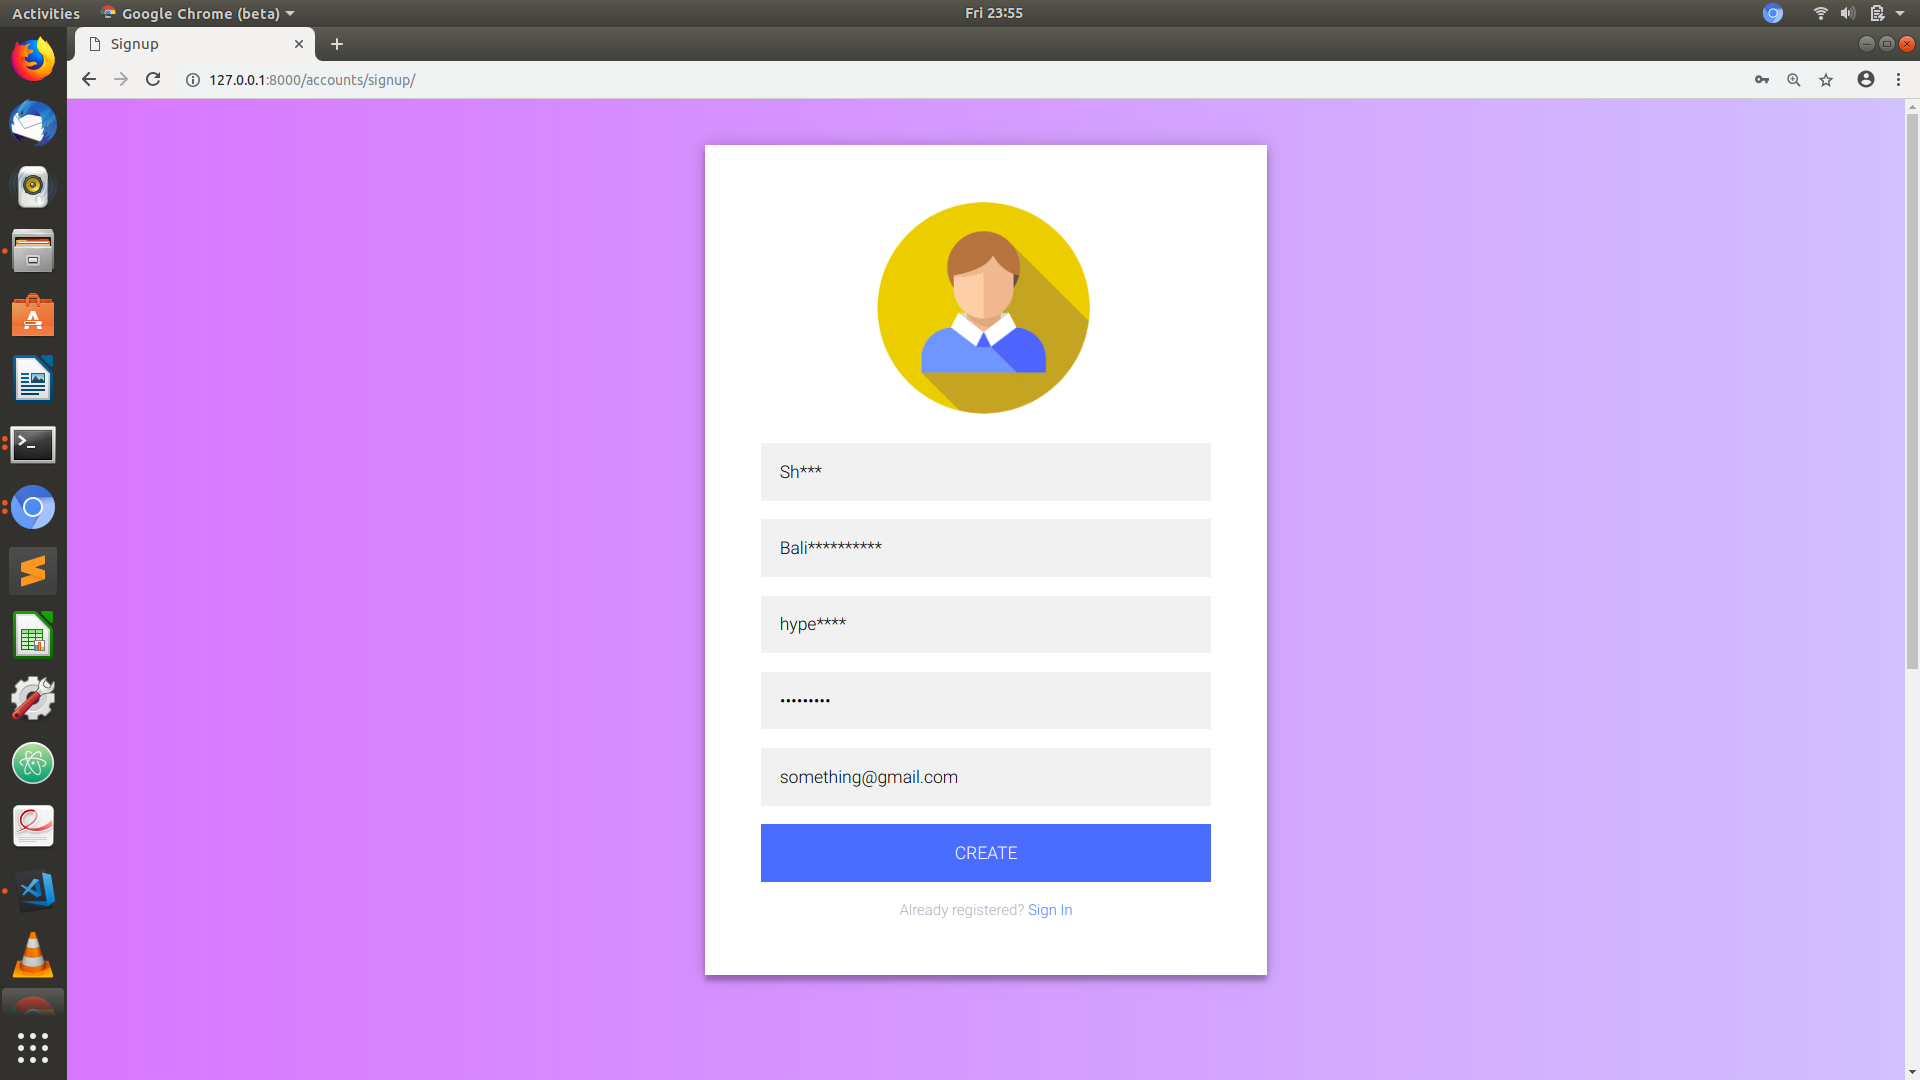 Activities
Google Chrome (beta)
Fri 23:55
Signup
127.0.0.1:8000/accounts/signup/
Sh***
Bali**********
hype****
•••••••••
something@gmail.com
CREATE
Already registered? Sign In